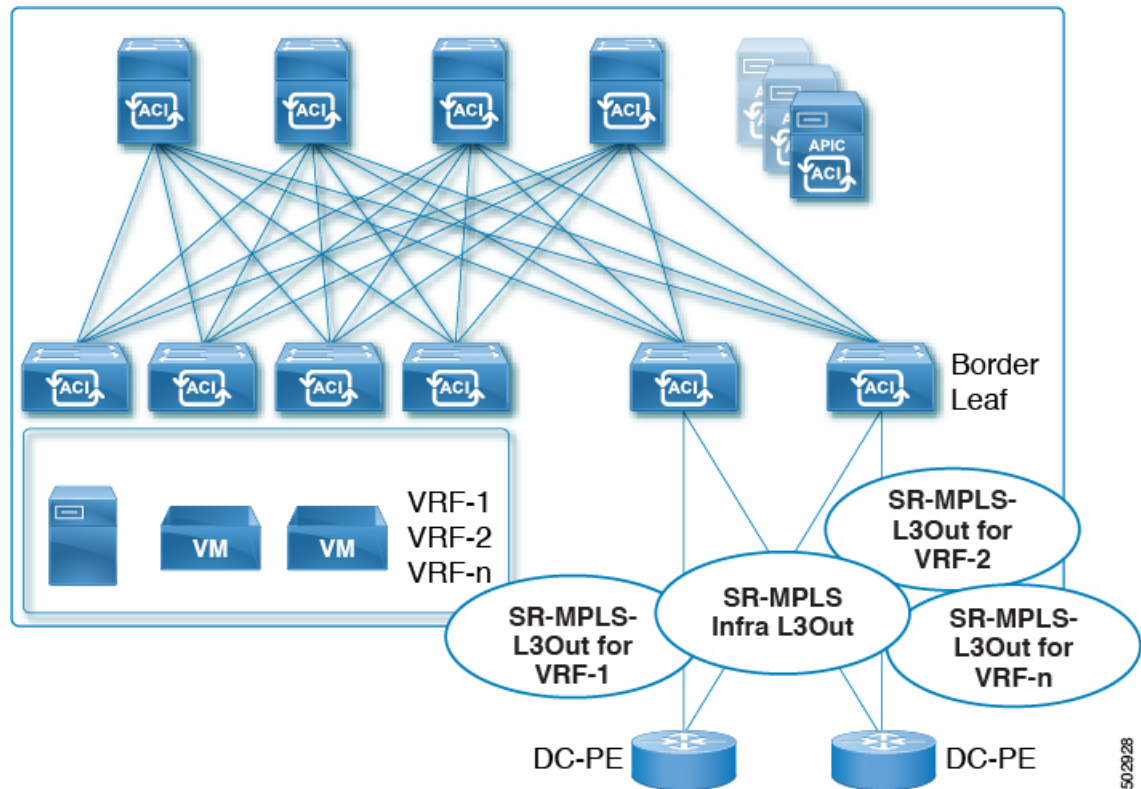 ACI
ACI
ACI
ACI
APIC
ACI
ACI
ACI
ACI
ACI
ACI
ACI
Border
Leaf
VM
VM
VRF-1
VRF-2
VRF-n
SR-MPLS-
L3Out for
VRF-2
SR-MPLS
Infra L3Out
SR-MPLS-
L3Out for
VRF-1
SR-MPLS-
L3Out for
VRF-n
DC-PE
DC-PE
502928